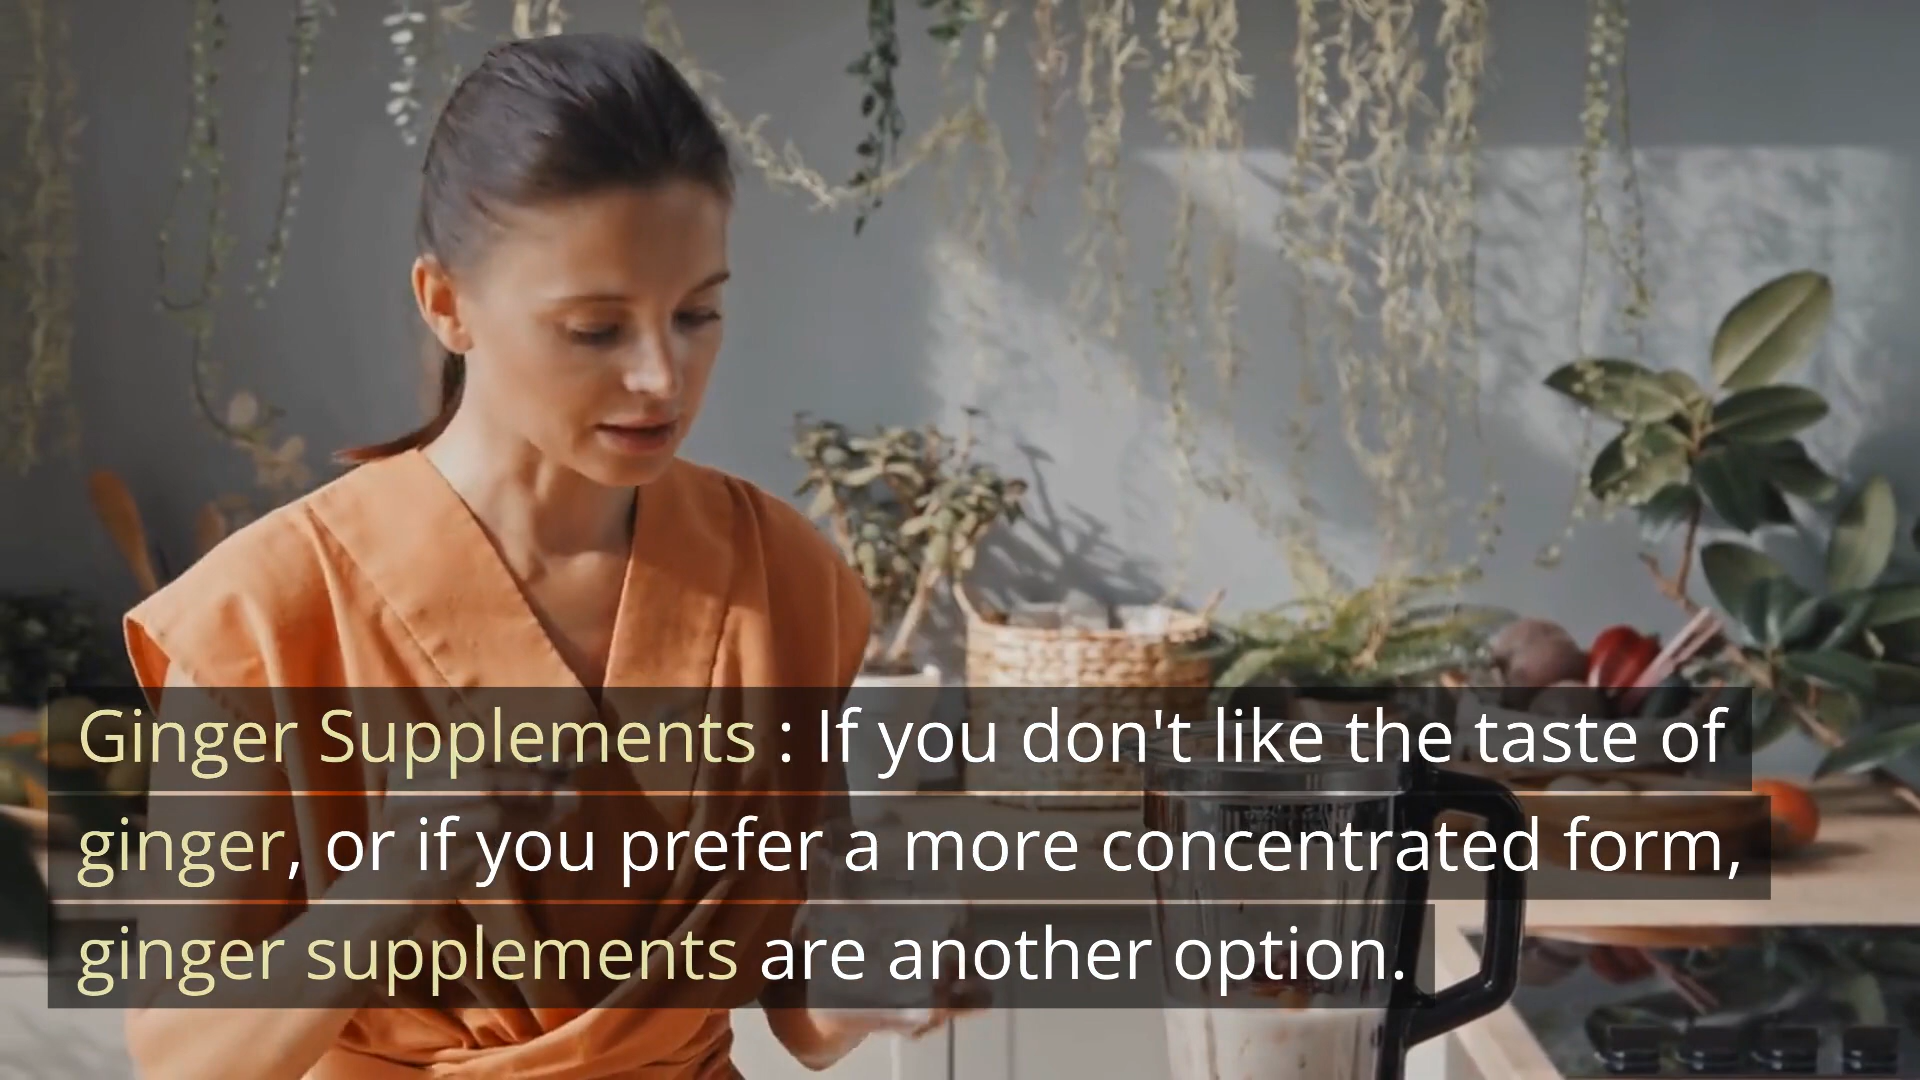 Ginger Supplements : If you don't like the taste of
ginger, or if you prefer a more concentrated form,
ginger supplements are another option.